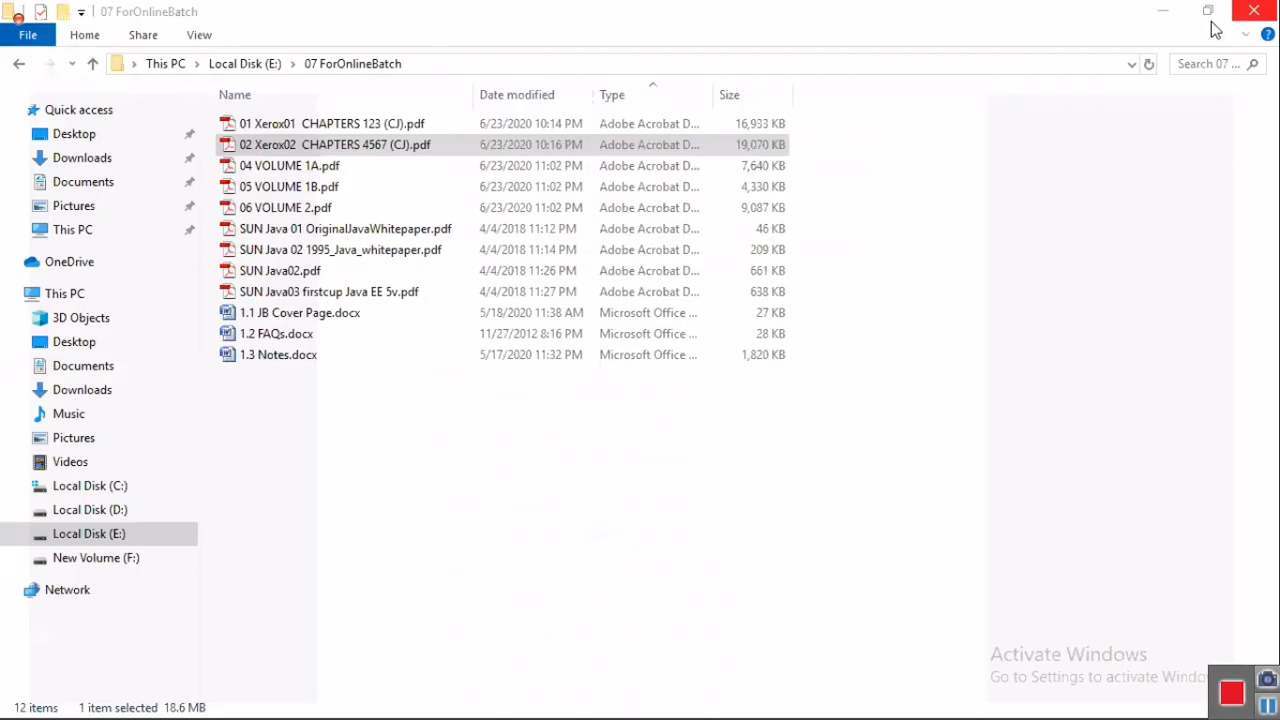 07 ForOnlineBatch
File Home Share View
This PC Local Disk (E:) 07 ForOnlineBatch Search 07 ...
Name Date modified Type Size
01 Xerox01 CHAPTERS 123 (CJ).pdf 6/23/2020 10:14 PM Adobe Acrobat D... 16,933 KB
02 Xerox02 CHAPTERS 4567 (CJ).pdf 6/23/2020 10:16 PM Adobe Acrobat D... 19,070 KB
04 VOLUME 1A.pdf 6/23/2020 11:02 PM Adobe Acrobat D... 7,640 KB
05 VOLUME 1B.pdf 6/23/2020 11:02 PM Adobe Acrobat D... 4,330 KB
06 VOLUME 2.pdf 6/23/2020 11:02 PM Adobe Acrobat D... 9,087 KB
SUN Java 01 OriginalJavaWhitepaper.pdf 4/4/2018 11:12 PM Adobe Acrobat D... 46 KB
SUN Java 02 1995_Java_whitepaper.pdf 4/4/2018 11:14 PM Adobe Acrobat D... 209 KB
SUN Java02.pdf 4/4/2018 11:26 PM Adobe Acrobat D... 661 KB
SUN Java03 firstcup Java EE 5v.pdf 4/4/2018 11:27 PM Adobe Acrobat D... 638 KB
1.1 JB Cover Page.docx 5/18/2020 11:38 AM Microsoft Office ... 27 KB
1.2 FAQs.docx 11/27/2012 8:16 PM Microsoft Office ... 28 KB
1.3 Notes.docx 5/17/2020 11:32 PM Microsoft Office ... 1,820 KB
Quick access
Desktop
Downloads
Documents
Pictures
This PC
OneDrive
This PC
3D Objects
Desktop
Documents
Downloads
Music
Pictures
Videos
Local Disk (C:)
Local Disk (D:)
Local Disk (E:)
New Volume (F:)
Network
Activate Windows
Go to Settings to activate Windo
12 items 1 item selected 18.6 MB